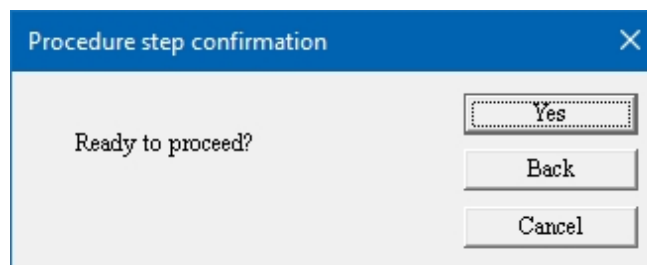 Procedure step confirmation
Ready to proceed?
Yes
Back
Cancel